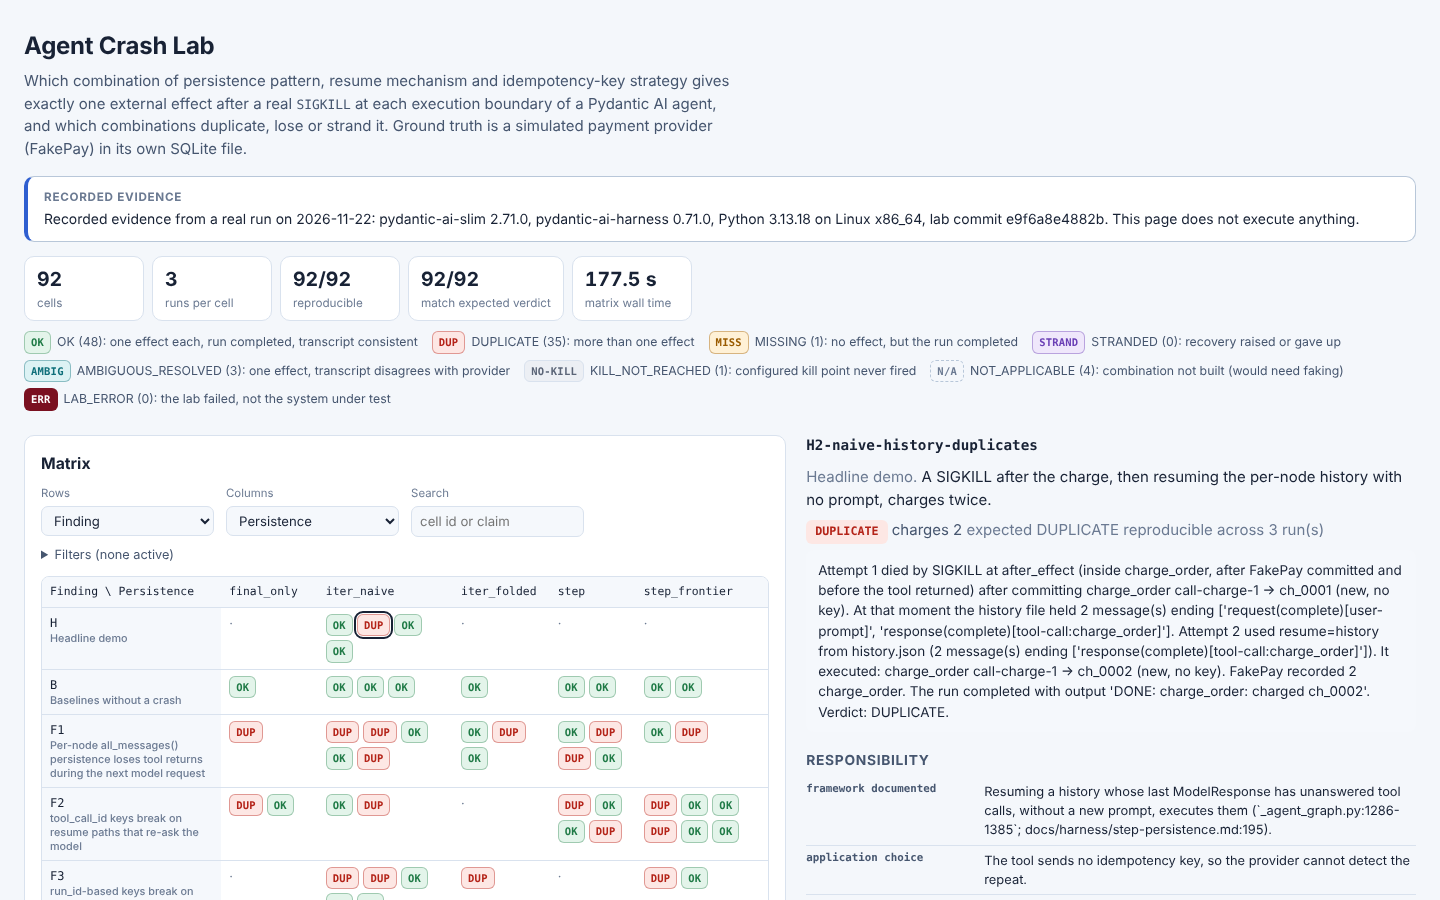 Agent Crash Lab
Which combination of persistence pattern, resume mechanism and idempotency-key strategy gives
exactly one external effect after a real SIGKILL at each execution boundary of a Pydantic AI agent,
and which combinations duplicate, lose or strand it. Ground truth is a simulated payment provider
(FakePay) in its own SQLite file.
RECORDED EVIDENCE
Recorded evidence from a real run on 2026-11-22: pydantic-ai-slim 2.71.0, pydantic-ai-harness 0.71.0, Python 3.13.18 on Linux x86_64, lab commit e9f6a8e4882b. This page does not execute anything.
92
cells
3
runs per cell
92/92
reproducible
92/92
match expected verdict
177.5 s
matrix wall time
OK OK (48): one effect each, run completed, transcript consistent DUP DUPLICATE (35): more than one effect MISS MISSING (1): no effect, but the run completed STRAND STRANDED (0): recovery raised or gave up
AMBIG AMBIGUOUS_RESOLVED (3): one effect, transcript disagrees with provider NO-KILL KILL_NOT_REACHED (1): configured kill point never fired N/A NOT_APPLICABLE (4): combination not built (would need faking)
ERR LAB_ERROR (0): the lab failed, not the system under test
Matrix
Rows Columns Search
Finding Persistence cell id or claim
Filters (none active)
Finding \ Persistence final_only iter_naive iter_folded step step_frontier
H
Headline demo
· OK DUP OK · · ·
OK
B
Baselines without a crash
OK OK OK OK OK OK OK OK OK
F1
Per-node all_messages()
persistence loses tool returns
during the next model request
DUP DUP DUP OK OK DUP OK DUP OK DUP
OK DUP OK DUP OK
F2
tool_call_id keys break on
resume paths that re-ask the
model
DUP OK OK DUP · DUP OK DUP OK OK
OK DUP DUP OK OK
F3
run_id-based keys break on
· DUP DUP OK DUP · DUP OK
H2-naive-history-duplicates
Headline demo. A SIGKILL after the charge, then resuming the per-node history with
no prompt, charges twice.
DUPLICATE charges 2 expected DUPLICATE reproducible across 3 run(s)
Attempt 1 died by SIGKILL at after_effect (inside charge_order, after FakePay committed and
before the tool returned) after committing charge_order call-charge-1 → ch_0001 (new, no
key). At that moment the history file held 2 message(s) ending ['request(complete)[user-
prompt]', 'response(complete)[tool-call:charge_order]']. Attempt 2 used resume=history
from history.json (2 message(s) ending ['response(complete)[tool-call:charge_order]']). It
executed: charge_order call-charge-1 → ch_0002 (new, no key). FakePay recorded 2
charge_order. The run completed with output 'DONE: charge_order: charged ch_0002'.
Verdict: DUPLICATE.
RESPONSIBILITY
framework documented
Resuming a history whose last ModelResponse has unanswered tool
calls, without a new prompt, executes them (`_agent_graph.py:1286-
1385`; docs/harness/step-persistence.md:195).
application choice
The tool sends no idempotency key, so the provider cannot detect the
repeat.